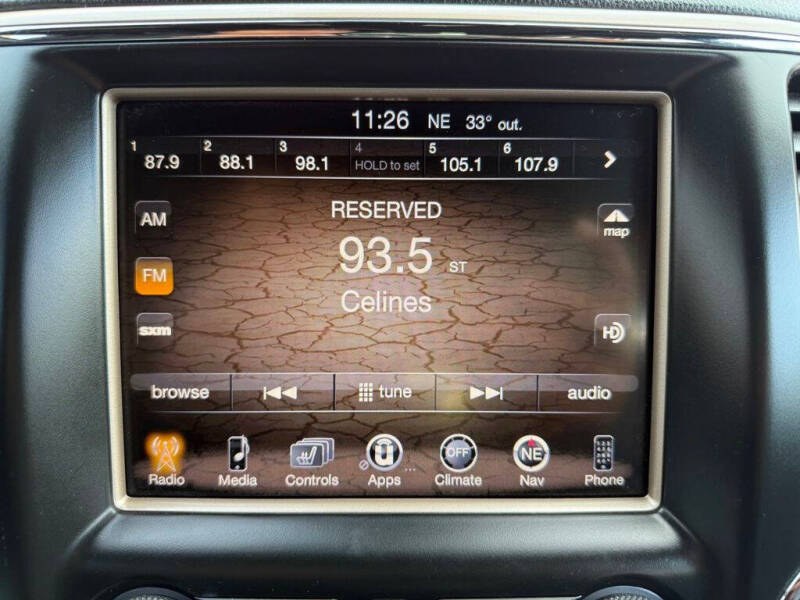 11:26 NE 33° out.
1 87.9 2 88.1 3 98.1 4 HOLD to set 5 105.1 6 107.9
RESERVED
AM map
93.5 ST
FM
Celines
sxm HD
browse tune audio
OFF NE
Radio Media Controls Apps Climate Nav Phone